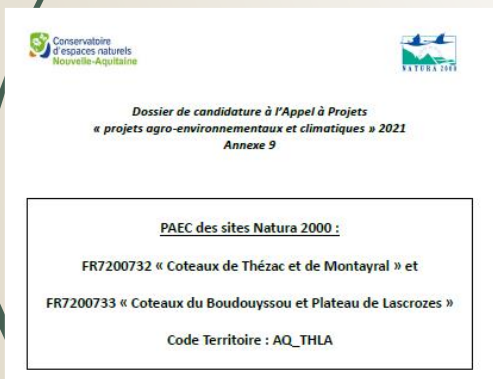 Conservatoire
d'espaces naturels
Nouvelle-Aquitaine
NATURA 2000
Dossier de candidature à l'Appel à Projets
« projets agro-environnementaux et climatiques » 2021
Annexe 9
PAEC des sites Natura 2000 :
FR7200732 « Coteaux de Thézac et de Montayral » et
FR7200733 « Coteaux du Boudouyssou et Plateau de Lascrozes »
Code Territoire : AQ_THLA